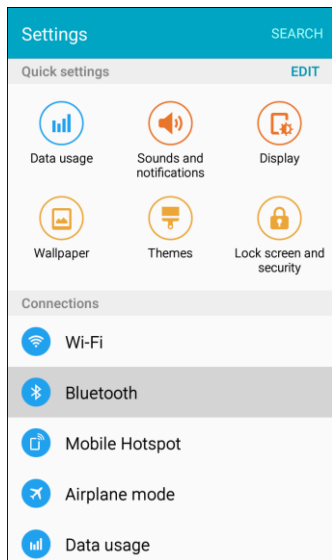 Settings SEARCH
Quick settings EDIT
Data usage
Sounds and
notifications
Display
Wallpaper
Themes
Lock screen and
security
Connections
Wi-Fi
Bluetooth
Mobile Hotspot
Airplane mode
Data usage